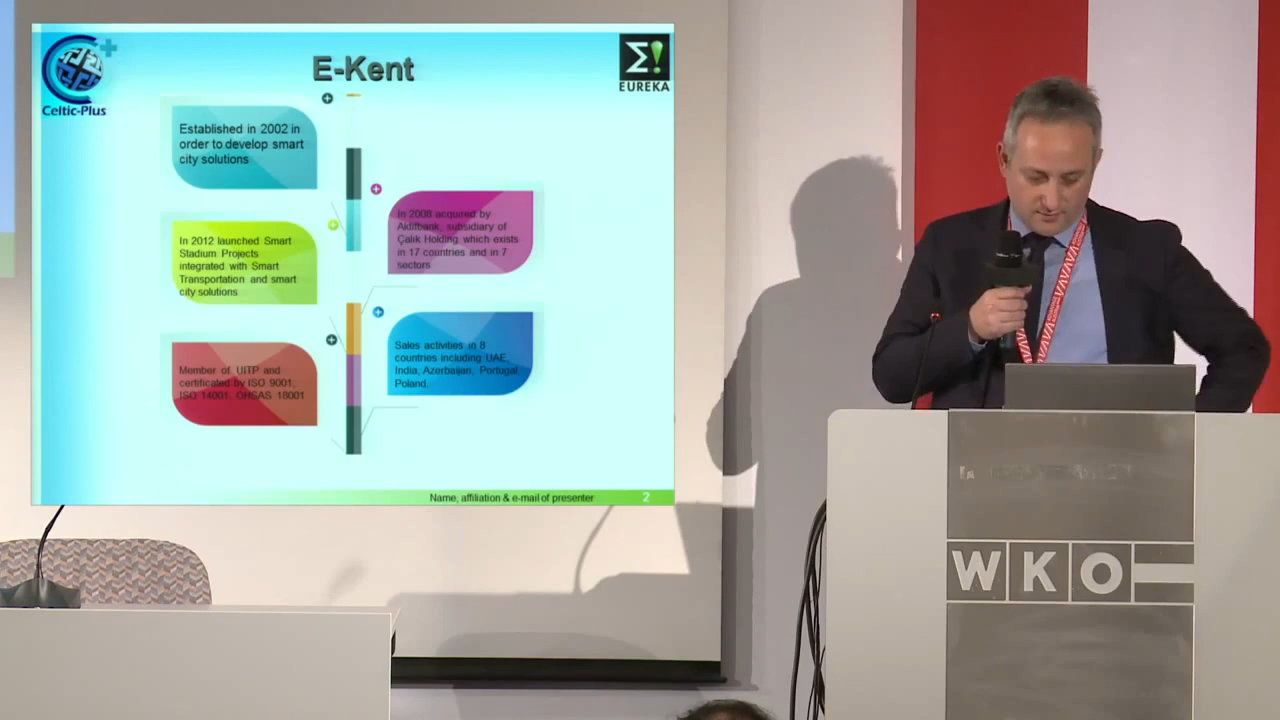 E-Kent
Celtic-Plus
Σ!
EUREKA
Established in 2002 in
order to develop smart
city solutions
In 2008 acquired by
Aktifbank, subsidiary of
Çalık Holding which exists
in 17 countries and in 7
sectors
In 2012 launched Smart
Stadium Projects
integrated with Smart
Transportation and smart
city solutions
Sales activities in 8
countries including UAE,
India, Azerbaijan, Portugal,
Poland.
Member of UITP and
certificated by ISO 9001,
ISO 14001, OHSAS 18001
Name, affiliation & e-mail of presenter
2
WKO